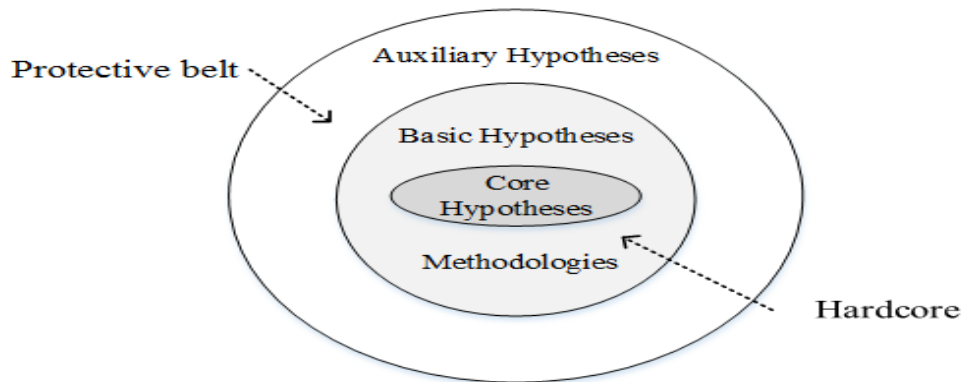 Auxiliary Hypotheses
Protective belt
Basic Hypotheses
Core
Hypotheses
Methodologies
Hardcore